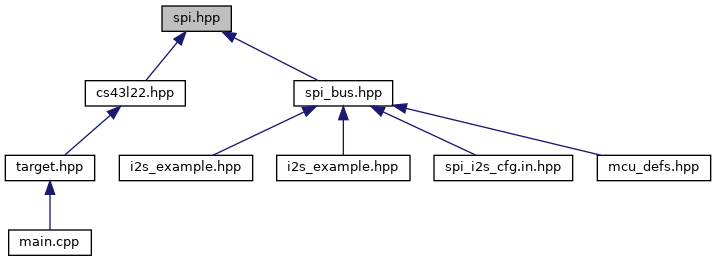 spi.hpp
cs43l22.hpp
spi_bus.hpp
target.hpp
i2s_example.hpp
i2s_example.hpp
spi_i2s_cfg.in.hpp
mcu_defs.hpp
main.cpp